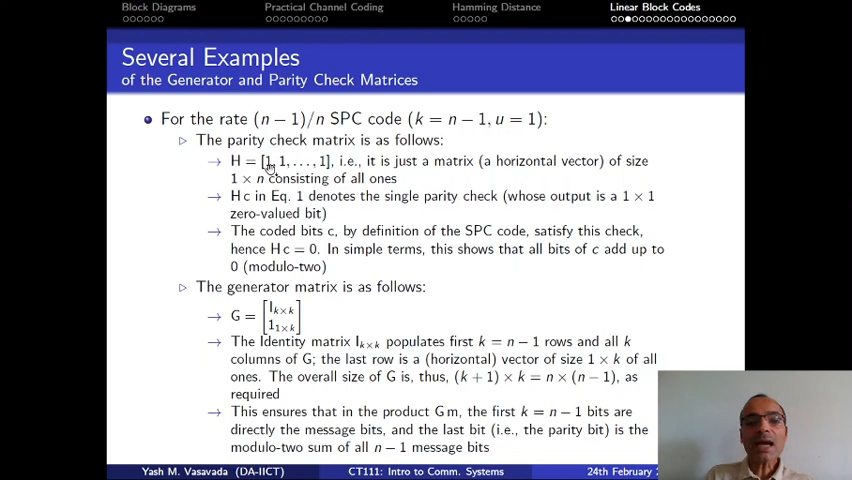 Block Diagrams Practical Channel Coding Hamming Distance Linear Block Codes
Several Examples
of the Generator and Parity Check Matrices
For the rate (n − 1)/n SPC code (k = n − 1, u = 1):
▷ The parity check matrix is as follows:
→ H = [1, 1, . . . , 1], i.e., it is just a matrix (a horizontal vector) of size
1 × n consisting of all ones
→ H c in Eq. 1 denotes the single parity check (whose output is a 1 × 1
zero-valued bit)
→ The coded bits c, by definition of the SPC code, satisfy this check,
hence H c = 0. In simple terms, this shows that all bits of c add up to
0 (modulo-two)
▷ The generator matrix is as follows:
→ G = [I_{k×k}
1_{1×k}]
→ The Identity matrix I_{k×k} populates first k = n − 1 rows and all k
columns of G; the last row is a (horizontal) vector of size 1 × k of all
ones. The overall size of G is, thus, (k + 1) × k = n × (n − 1), as
required
→ This ensures that in the product G m, the first k = n − 1 bits are
directly the message bits, and the last bit (i.e., the parity bit) is the
modulo-two sum of all n − 1 message bits
Yash M. Vasavada (DA-IICT) CT111: Intro to Comm. Systems 24th February